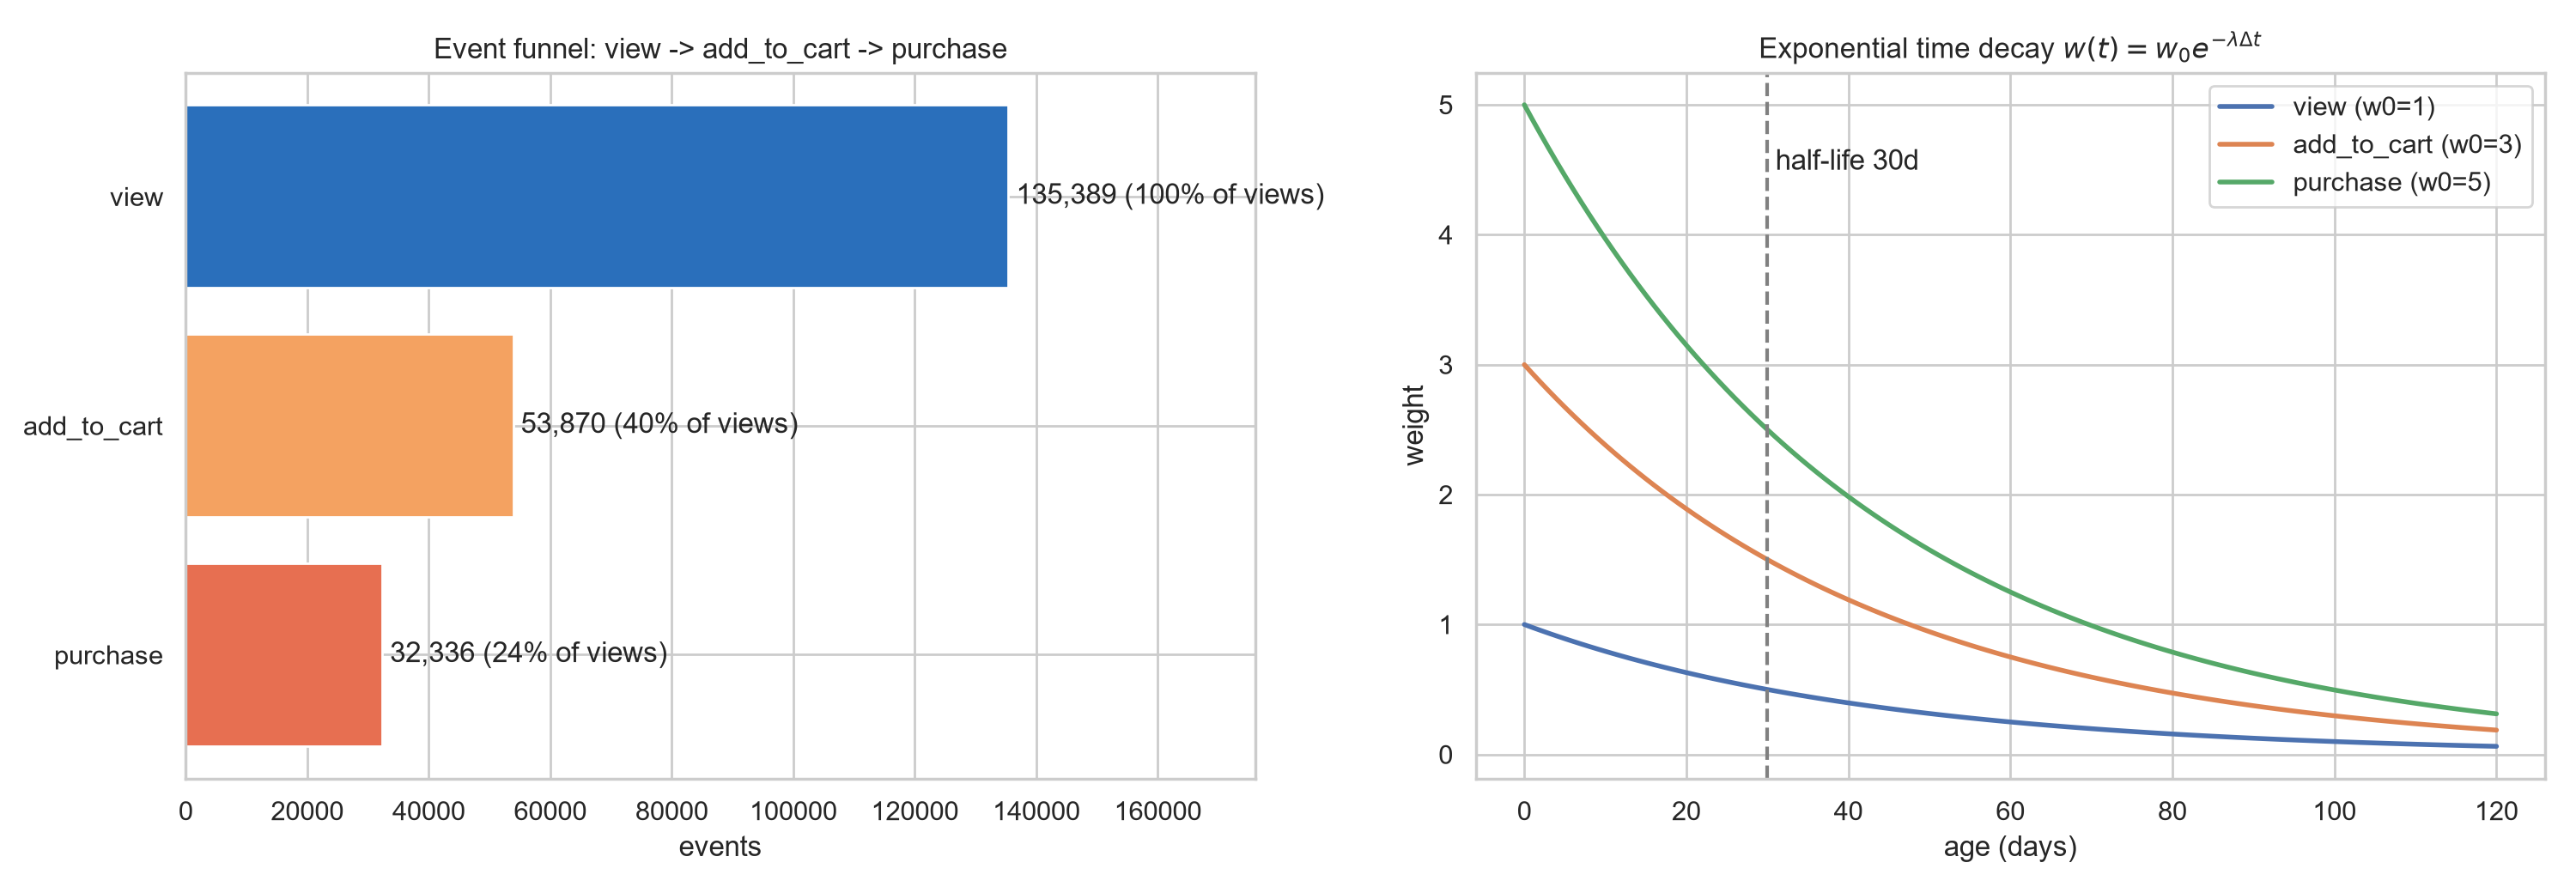 Event funnel: view -> add_to_cart -> purchase
view
135,389 (100% of views)
add_to_cart
53,870 (40% of views)
purchase
32,336 (24% of views)
0 20000 40000 60000 80000 100000 120000 140000 160000
events
Exponential time decay w(t) = w₀e^{−λΔt}
view (w0=1)
add_to_cart (w0=3)
purchase (w0=5)
half-life 30d
weight
5
4
3
2
1
0
0 20 40 60 80 100 120
age (days)